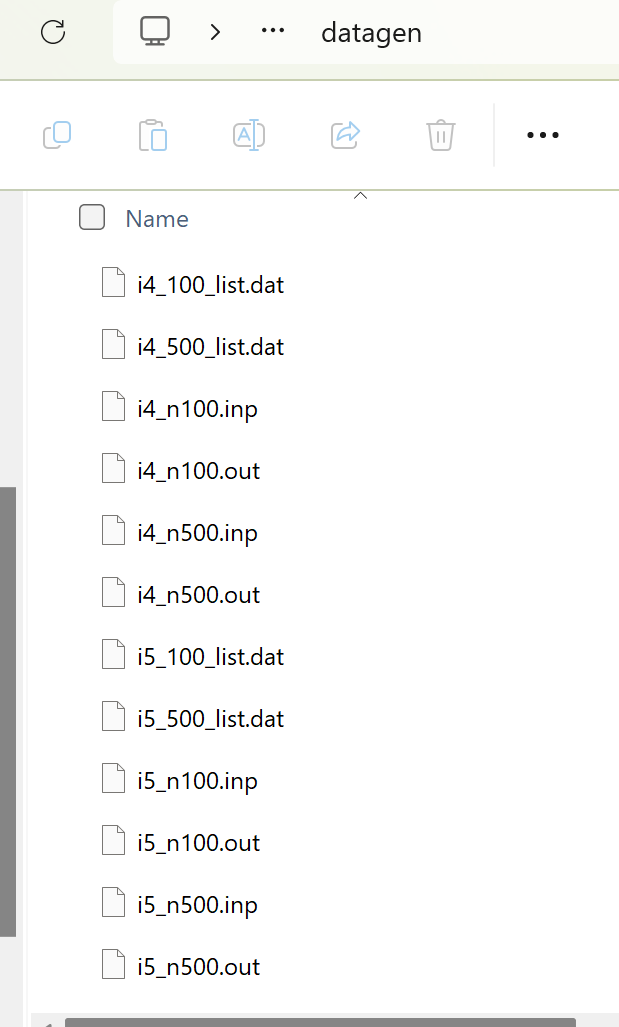 datagen
Name
i4_100_list.dat
i4_500_list.dat
i4_n100.inp
i4_n100.out
i4_n500.inp
i4_n500.out
i5_100_list.dat
i5_500_list.dat
i5_n100.inp
i5_n100.out
i5_n500.inp
i5_n500.out